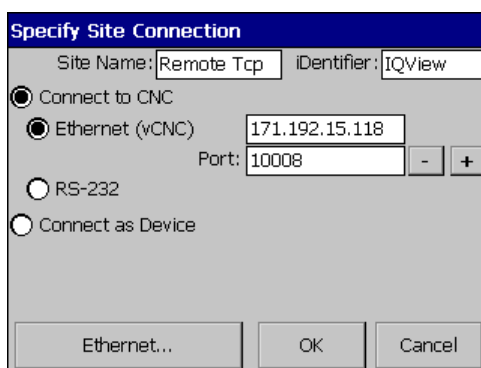 Specify Site Connection
Site Name: Remote Tcp iDentifier: IQView
Connect to CNC
Ethernet (vCNC) 171.192.15.118
Port: 10008 - +
RS-232
Connect as Device
Ethernet... OK Cancel